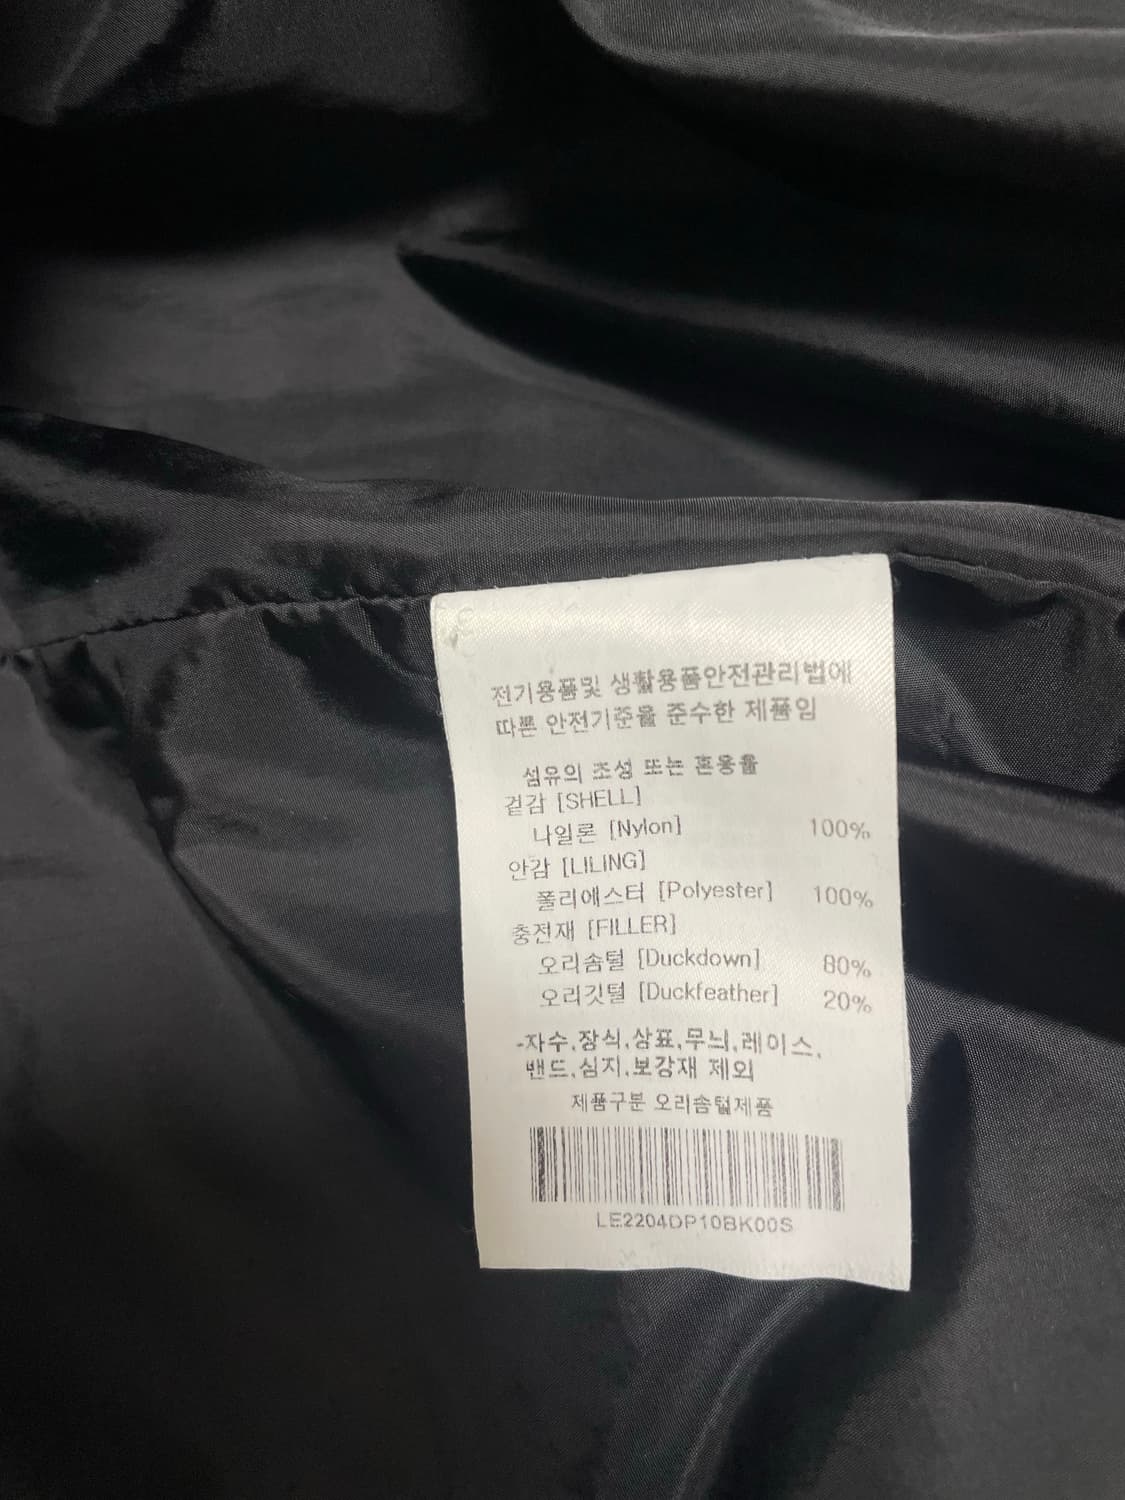 전기용품및 생활용품안전관리법에
따른 안전기준을 준수한 제품임
섬유의 조성 또는 혼용율
겉감 [SHELL]
나일론 [Nylon] 100%
안감 [LILING]
폴리에스터 [Polyester] 100%
충전재 [FILLER]
오리솜털 [Duckdown] 80%
오리깃털 [Duckfeather] 20%
-자수,장식,상표,무늬,레이스,
밴드,심지,보강재 제외
제품구분 오리솜털제품
LE2204DP10BK00S